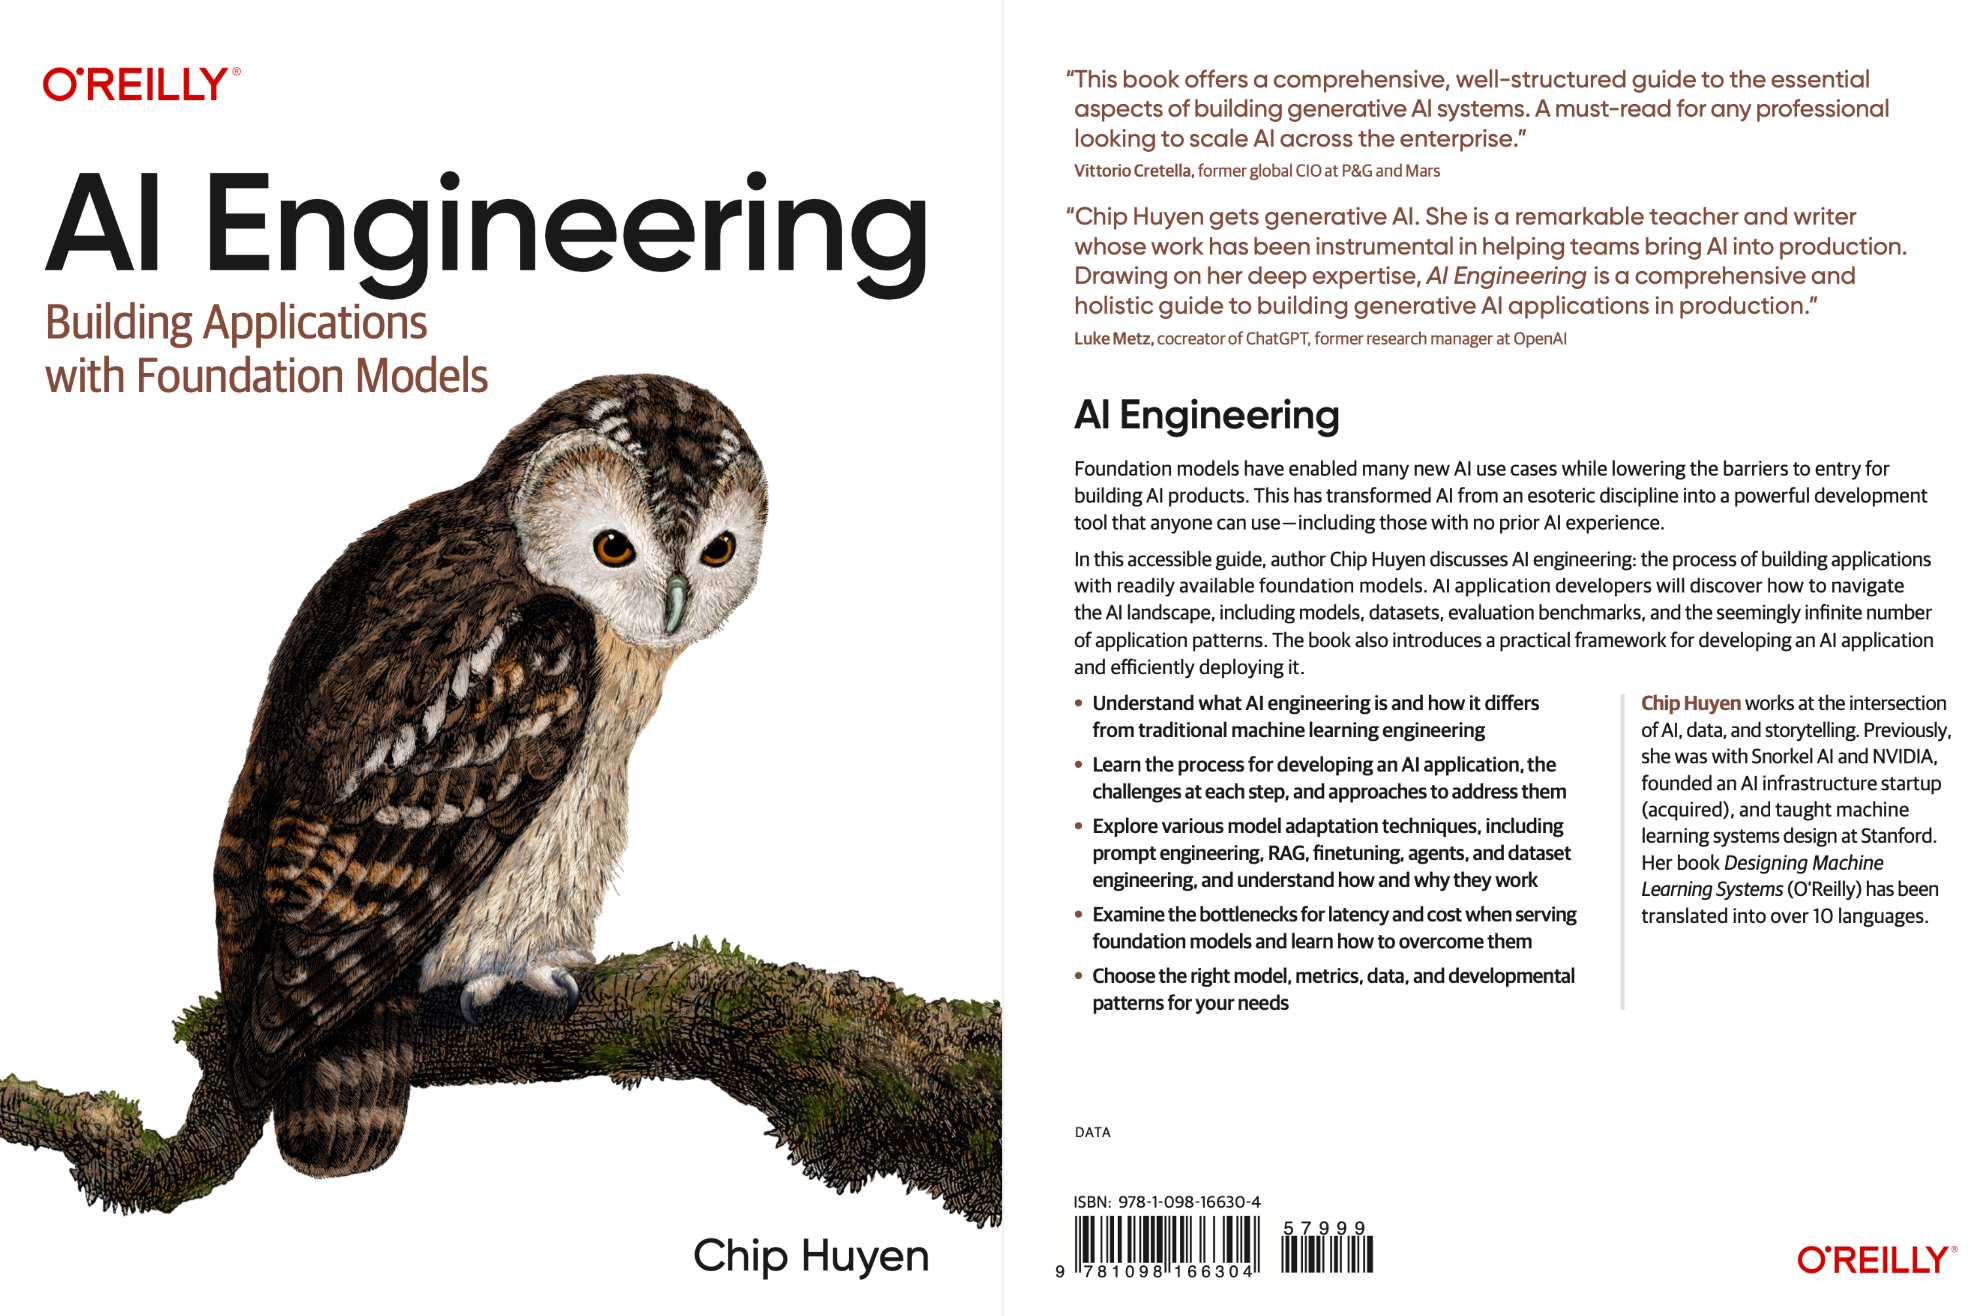 O'REILLY®
AI Engineering
Building Applications
with Foundation Models
Chip Huyen
“This book offers a comprehensive, well-structured guide to the essential
aspects of building generative AI systems. A must-read for any professional
looking to scale AI across the enterprise.”
Vittorio Cretella, former global CIO at P&G and Mars
“Chip Huyen gets generative AI. She is a remarkable teacher and writer
whose work has been instrumental in helping teams bring AI into production.
Drawing on her deep expertise, AI Engineering is a comprehensive and
holistic guide to building generative AI applications in production.”
Luke Metz, cocreator of ChatGPT, former research manager at OpenAI
AI Engineering
Foundation models have enabled many new AI use cases while lowering the barriers to entry for
building AI products. This has transformed AI from an esoteric discipline into a powerful development
tool that anyone can use—including those with no prior AI experience.
In this accessible guide, author Chip Huyen discusses AI engineering: the process of building applications
with readily available foundation models. AI application developers will discover how to navigate
the AI landscape, including models, datasets, evaluation benchmarks, and the seemingly infinite number
of application patterns. The book also introduces a practical framework for developing an AI application
and efficiently deploying it.
• Understand what AI engineering is and how it differs
from traditional machine learning engineering
• Learn the process for developing an AI application, the
challenges at each step, and approaches to address them
• Explore various model adaptation techniques, including
prompt engineering, RAG, finetuning, agents, and dataset
engineering, and understand how and why they work
• Examine the bottlenecks for latency and cost when serving
foundation models and learn how to overcome them
• Choose the right model, metrics, data, and developmental
patterns for your needs
Chip Huyen works at the intersection
of AI, data, and storytelling. Previously,
she was with Snorkel AI and NVIDIA,
founded an AI infrastructure startup
(acquired), and taught machine
learning systems design at Stanford.
Her book Designing Machine
Learning Systems (O'Reilly) has been
translated into over 10 languages.
DATA
ISBN: 978-1-098-16630-4
57999
9 781098 166304
O'REILLY®